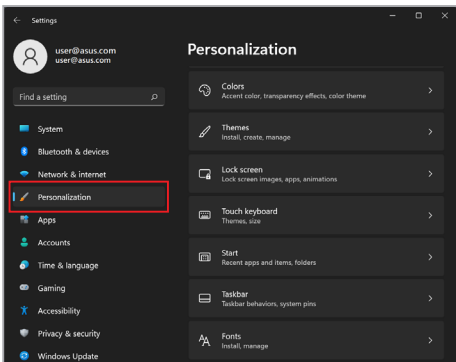 Settings
user@asus.com
user@asus.com
Find a setting
System
Bluetooth & devices
Network & internet
Personalization
Apps
Accounts
Time & language
Gaming
Accessibility
Privacy & security
Windows Update
Personalization
Colors
Accent color, transparency effects, color theme
Themes
Install, create, manage
Lock screen
Lock screen images, apps, animations
Touch keyboard
Themes, size
Start
Recent apps and items, folders
Taskbar
Taskbar behaviors, system pins
Fonts
Install, manage